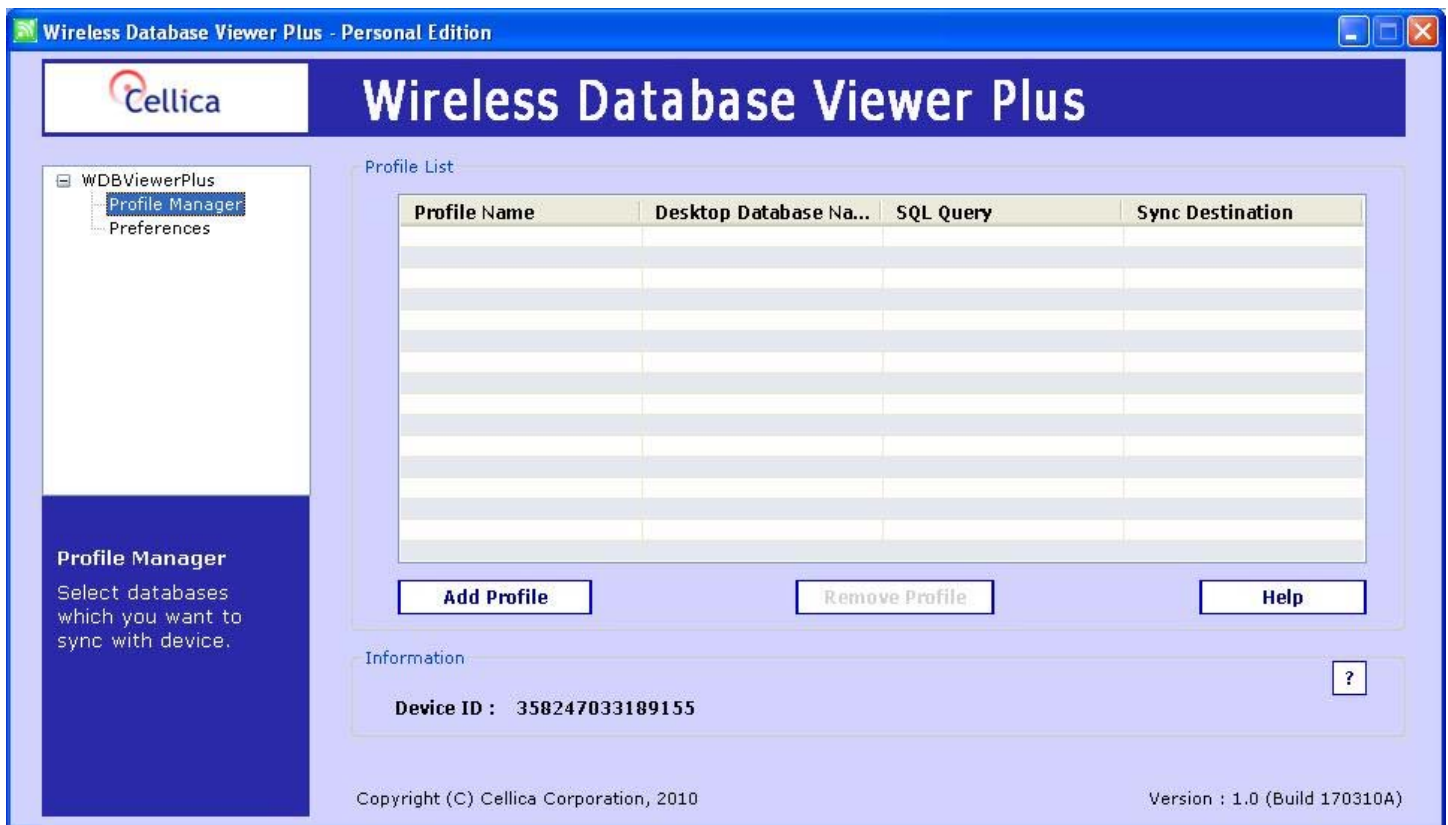 Wireless Database Viewer Plus - Personal Edition
Cellica
Wireless Database Viewer Plus
WDBViewerPlus
Profile Manager
Preferences
Profile List
Profile Name
Desktop Database Na...
SQL Query
Sync Destination
Add Profile
Remove Profile
Help
Profile Manager
Select databases
which you want to
sync with device.
Information
?
Device ID : 358247033189155
Copyright (C) Cellica Corporation, 2010
Version : 1.0 (Build 170310A)